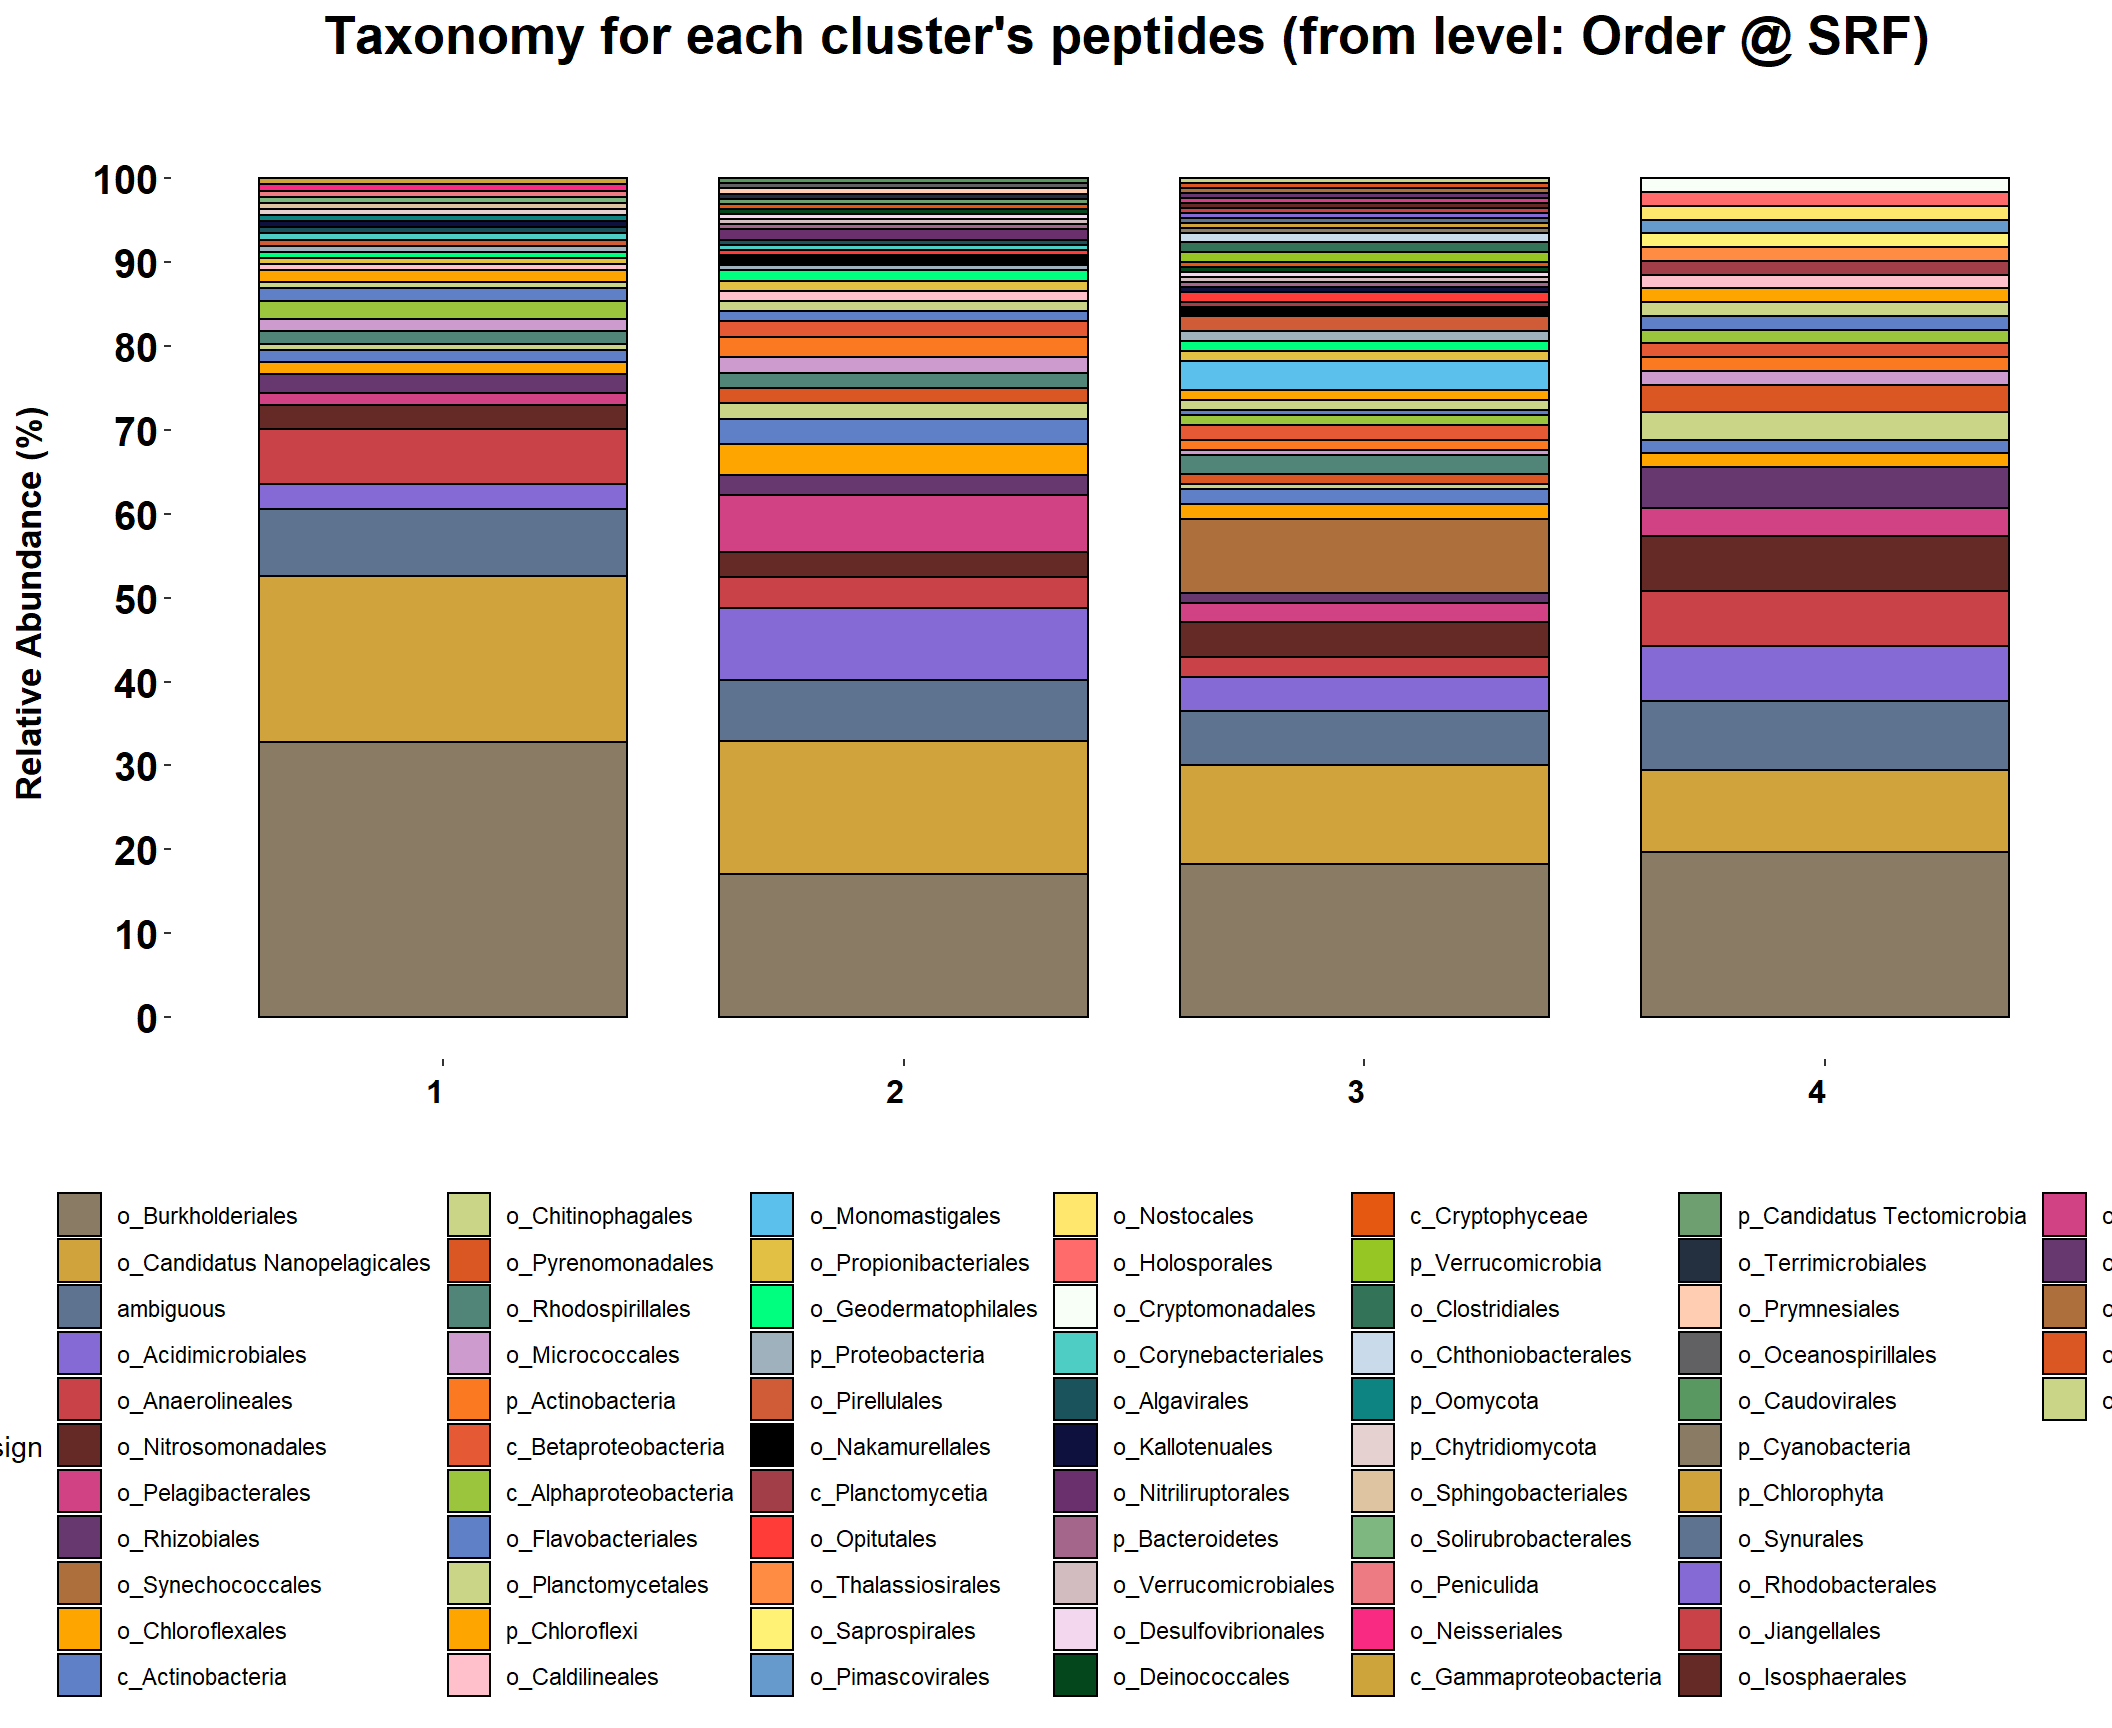 Taxonomy for each cluster's peptides (from level: Order @ SRF)
Relative Abundance (%)
100
90
80
70
60
50
40
30
20
10
0
1 2 3 4
sign
o_Burkholderiales
o_Candidatus Nanopelagicales
ambiguous
o_Acidimicrobiales
o_Anaerolineales
o_Nitrosomonadales
o_Pelagibacterales
o_Rhizobiales
o_Synechococcales
o_Chloroflexales
c_Actinobacteria
o_Chitinophagales
o_Pyrenomonadales
o_Rhodospirillales
o_Micrococcales
p_Actinobacteria
c_Betaproteobacteria
c_Alphaproteobacteria
o_Flavobacteriales
o_Planctomycetales
p_Chloroflexi
o_Caldilineales
o_Monomastigales
o_Propionibacteriales
o_Geodermatophilales
p_Proteobacteria
o_Pirellulales
o_Nakamurellales
c_Planctomycetia
o_Opitutales
o_Thalassiosirales
o_Saprospirales
o_Pimascovirales
o_Nostocales
o_Holosporales
o_Cryptomonadales
o_Corynebacteriales
o_Algavirales
o_Kallotenuales
o_Nitriliruptorales
p_Bacteroidetes
o_Verrucomicrobiales
o_Desulfovibrionales
o_Deinococcales
c_Cryptophyceae
p_Verrucomicrobia
o_Clostridiales
o_Chthoniobacterales
p_Oomycota
p_Chytridiomycota
o_Sphingobacteriales
o_Solirubrobacterales
o_Peniculida
o_Neisseriales
c_Gammaproteobacteria
p_Candidatus Tectomicrobia
o_Terrimicrobiales
o_Prymnesiales
o_Oceanospirillales
o_Caudovirales
p_Cyanobacteria
p_Chlorophyta
o_Synurales
o_Rhodobacterales
o_Jiangellales
o_Isosphaerales